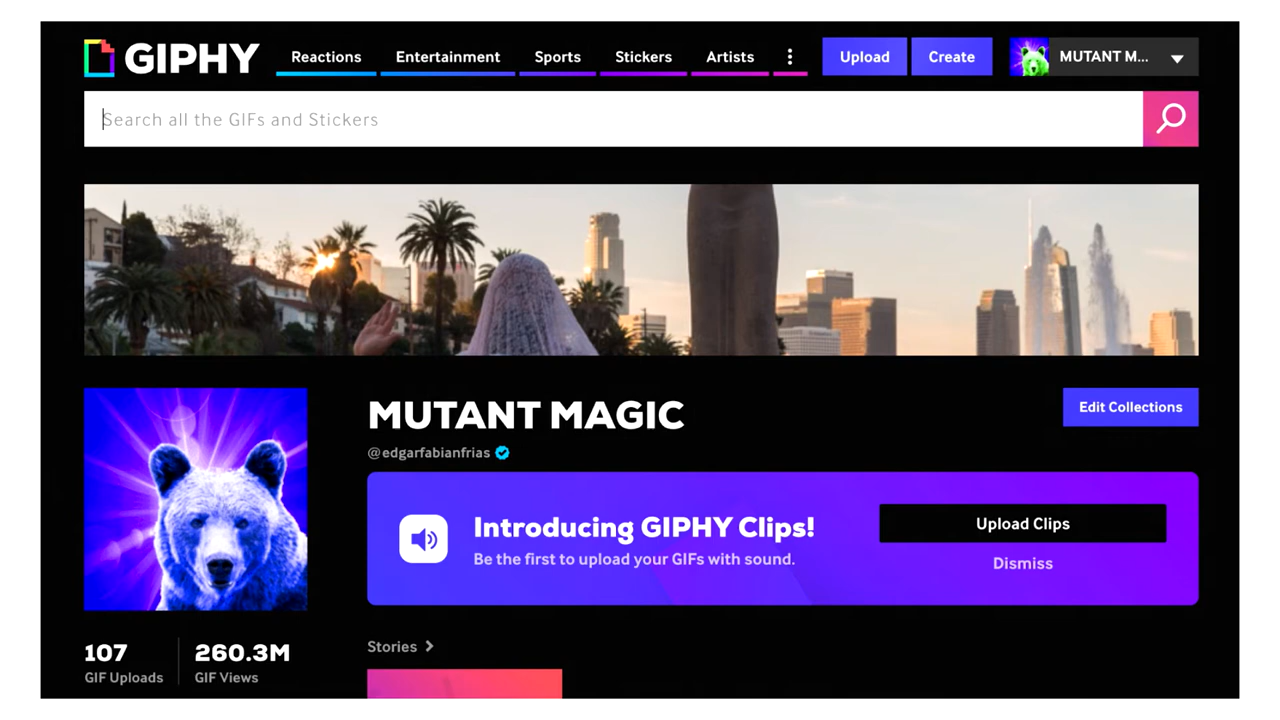 GIPHY Reactions Entertainment Sports Stickers Artists Upload Create MUTANT M...
Search all the GIFs and Stickers
MUTANT MAGIC
Edit Collections
@edgarfabianfrias
Introducing GIPHY Clips!
Be the first to upload your GIFs with sound.
Upload Clips
Dismiss
107 260.3M
GIF Uploads GIF Views
Stories